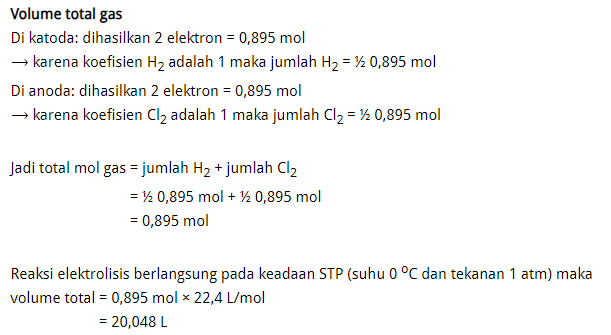 Volume total gas
Di katoda: dihasilkan 2 elektron = 0,895 mol
→ karena koefisien H₂ adalah 1 maka jumlah H₂ = ½ 0,895 mol
Di anoda: dihasilkan 2 elektron = 0,895 mol
→ karena koefisien Cl₂ adalah 1 maka jumlah Cl₂ = ½ 0,895 mol
Jadi total mol gas = jumlah H₂ + jumlah Cl₂
= ½ 0,895 mol + ½ 0,895 mol
= 0,895 mol
Reaksi elektrolisis berlangsung pada keadaan STP (suhu 0 ᴼC dan tekanan 1 atm) maka
volume total = 0,895 mol × 22,4 L/mol
= 20,048 L